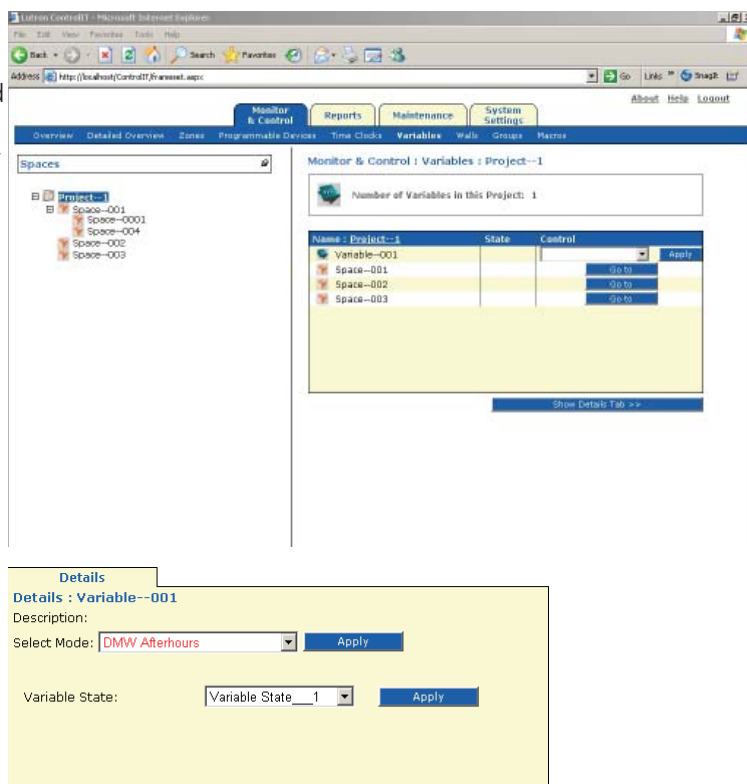 Lutron ControlIT - Microsoft Internet Explorer
File Edit View Favorites Tools Help
Back Search Favorites
Address http://localhost/ControlIT/frameset.aspx Go Links SnagIt
About Help Logout
Monitor & Control Reports Maintenance System Settings
Overview Detailed Overview Zones Programmable Devices Time Clocks Variables Walls Groups Macros
Spaces
Project--1
Space--001
Space--0001
Space--004
Space--002
Space--003
Monitor & Control : Variables : Project--1
Number of Variables in this Project: 1
Name : Project--1 State Control
Variable--001 Apply
Space--001 Go to
Space--002 Go to
Space--003 Go to
Show Details Tab >>
Details
Details : Variable--001
Description:
Select Mode: DMW Afterhours Apply
Variable State: Variable State___1 Apply